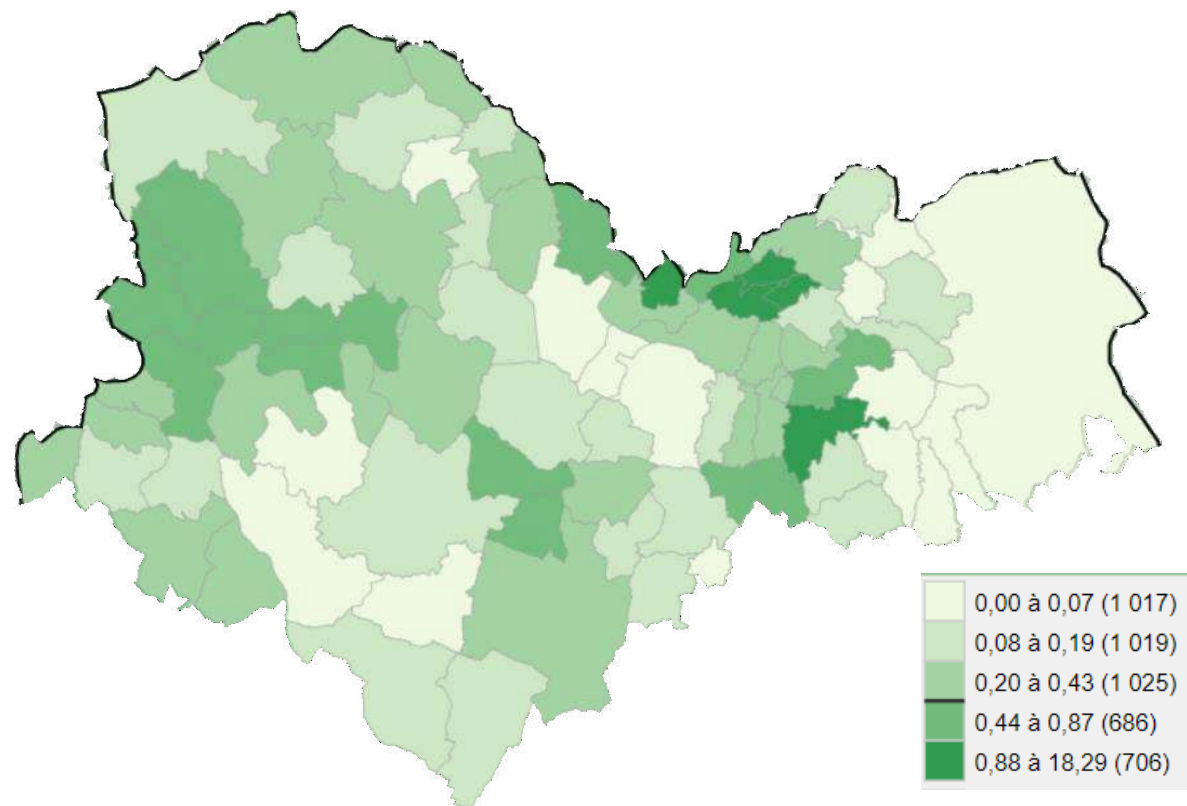 0,00 à 0,07 (1 017)
0,08 à 0,19 (1 019)
0,20 à 0,43 (1 025)
0,44 à 0,87 (686)
0,88 à 18,29 (706)